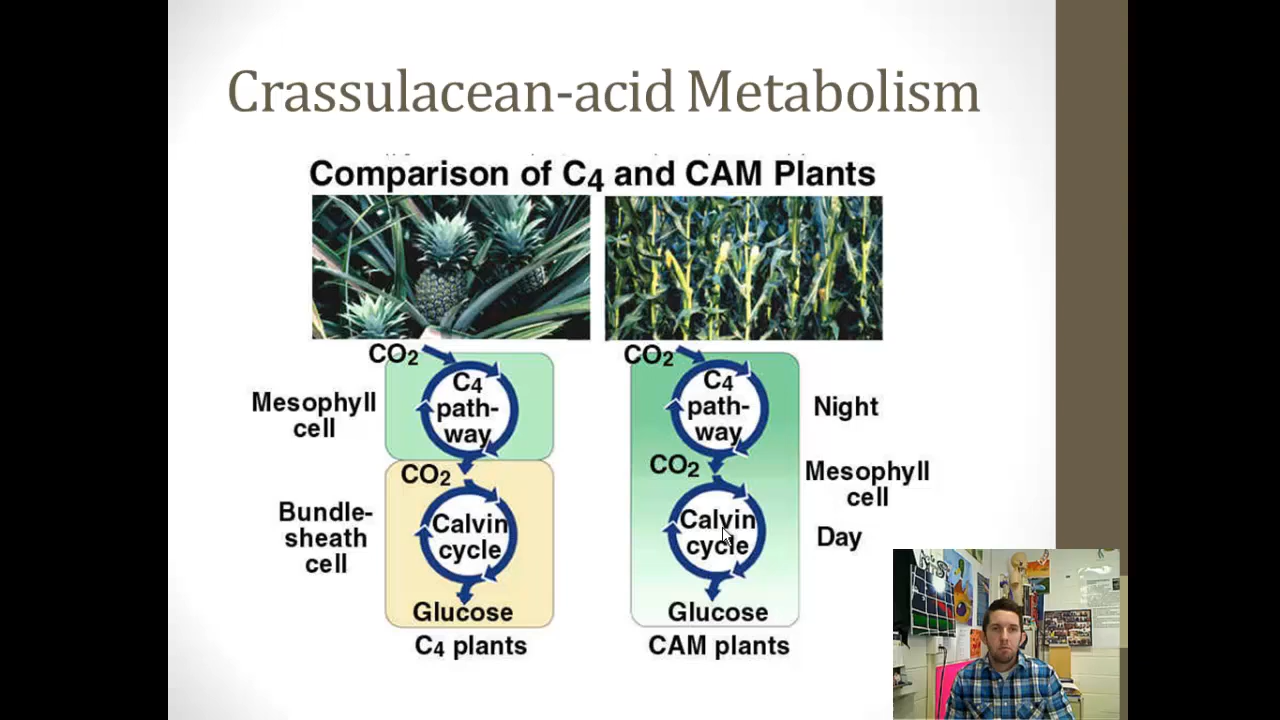 Crassulacean-acid Metabolism
Comparison of C4 and CAM Plants
CO2
C4
path-
way
Mesophyll
cell
CO2
Bundle-
sheath
cell
Calvin
cycle
Glucose
C4 plants
CO2
C4
path-
way
Night
CO2
Mesophyll
cell
Calvin
cycle
Day
Glucose
CAM plants